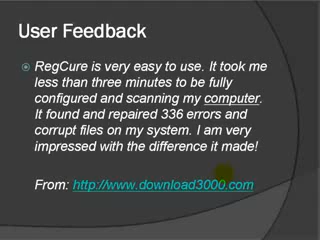 User Feedback
RegCure is very easy to use. It took me
less than three minutes to be fully
configured and scanning my computer.
It found and repaired 336 errors and
corrupt files on my system. I am very
impressed with the difference it made!
From: http://www.download3000.com